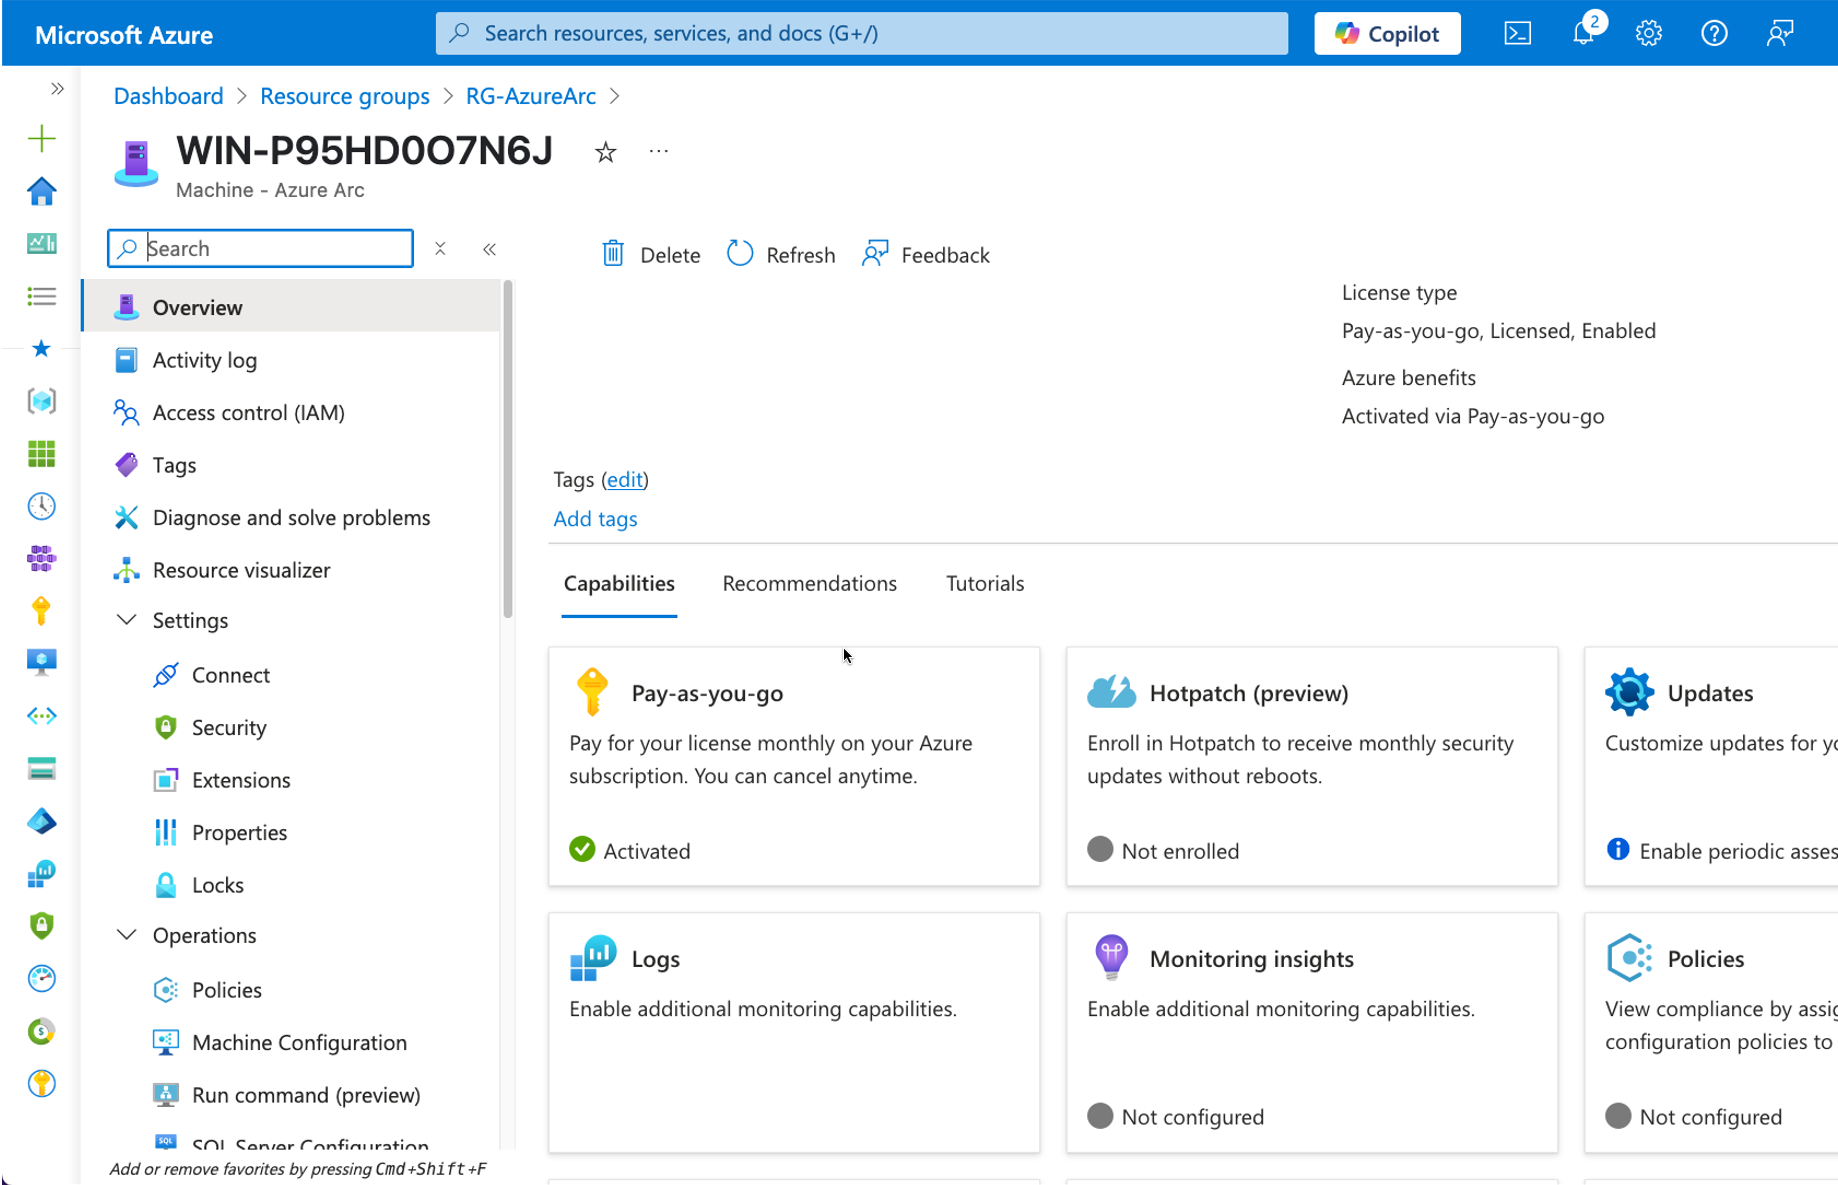 Microsoft Azure
Search resources, services, and docs (G+/)
Copilot
2
Dashboard > Resource groups > RG-AzureArc >
WIN-P95HD0O7N6J
Machine - Azure Arc
Search
Delete
Refresh
Feedback
Overview
Activity log
Access control (IAM)
Tags
Diagnose and solve problems
Resource visualizer
Settings
Connect
Security
Extensions
Properties
Locks
Operations
Policies
Machine Configuration
Run command (preview)
SQL
SQL Server Configuration
Add or remove favorites by pressing Cmd+Shift+F
License type
Pay-as-you-go, Licensed, Enabled
Azure benefits
Activated via Pay-as-you-go
Tags (edit)
Add tags
Capabilities
Recommendations
Tutorials
Pay-as-you-go
Pay for your license monthly on your Azure
subscription. You can cancel anytime.
Activated
Hotpatch (preview)
Enroll in Hotpatch to receive monthly security
updates without reboots.
Not enrolled
Updates
Customize updates for yo
Enable periodic asses
Logs
Enable additional monitoring capabilities.
Monitoring insights
Enable additional monitoring capabilities.
Not configured
Policies
View compliance by assig
configuration policies to
Not configured